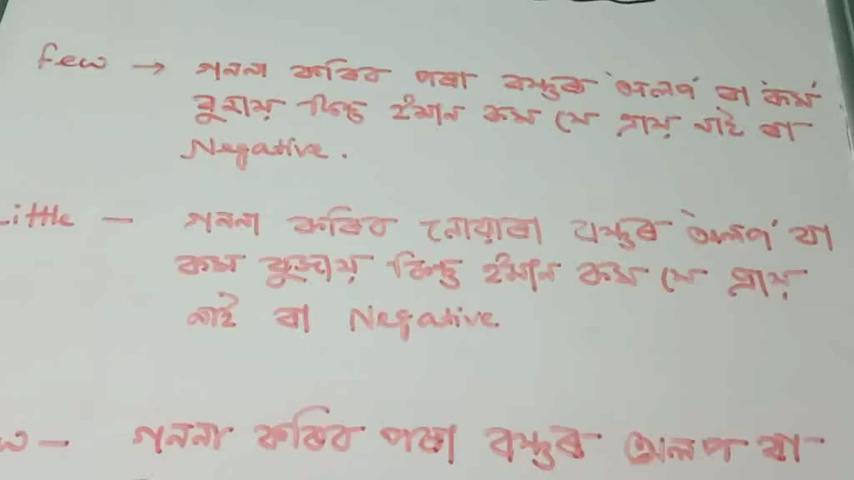 few → গননা কৰিব পৰা বস্তুৰ 'অলপ' বা 'কম'
বুজায় কিন্তু ইমান কম যে প্ৰায় নাই বা
Negative.
Little — গননা কৰিব নোৱাৰা বস্তুৰ 'অলপ' বা
কম বুজায় কিন্তু ইমান কম যে প্ৰায়
নাই বা Negative.
w — গননা কৰিব পৰা বস্তুৰ অলপ বা